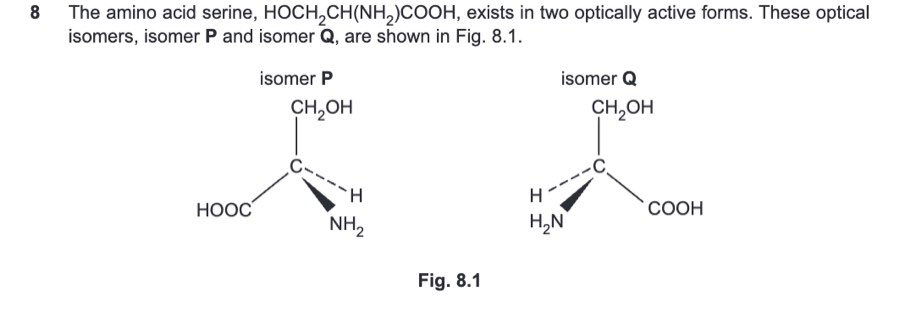 8 The amino acid serine, HOCH₂CH(NH₂)COOH, exists in two optically active forms. These optical
isomers, isomer P and isomer Q, are shown in Fig. 8.1.
isomer P
CH₂OH
C
H
HOOC
NH₂
isomer Q
CH₂OH
C
H
COOH
H₂N
Fig. 8.1